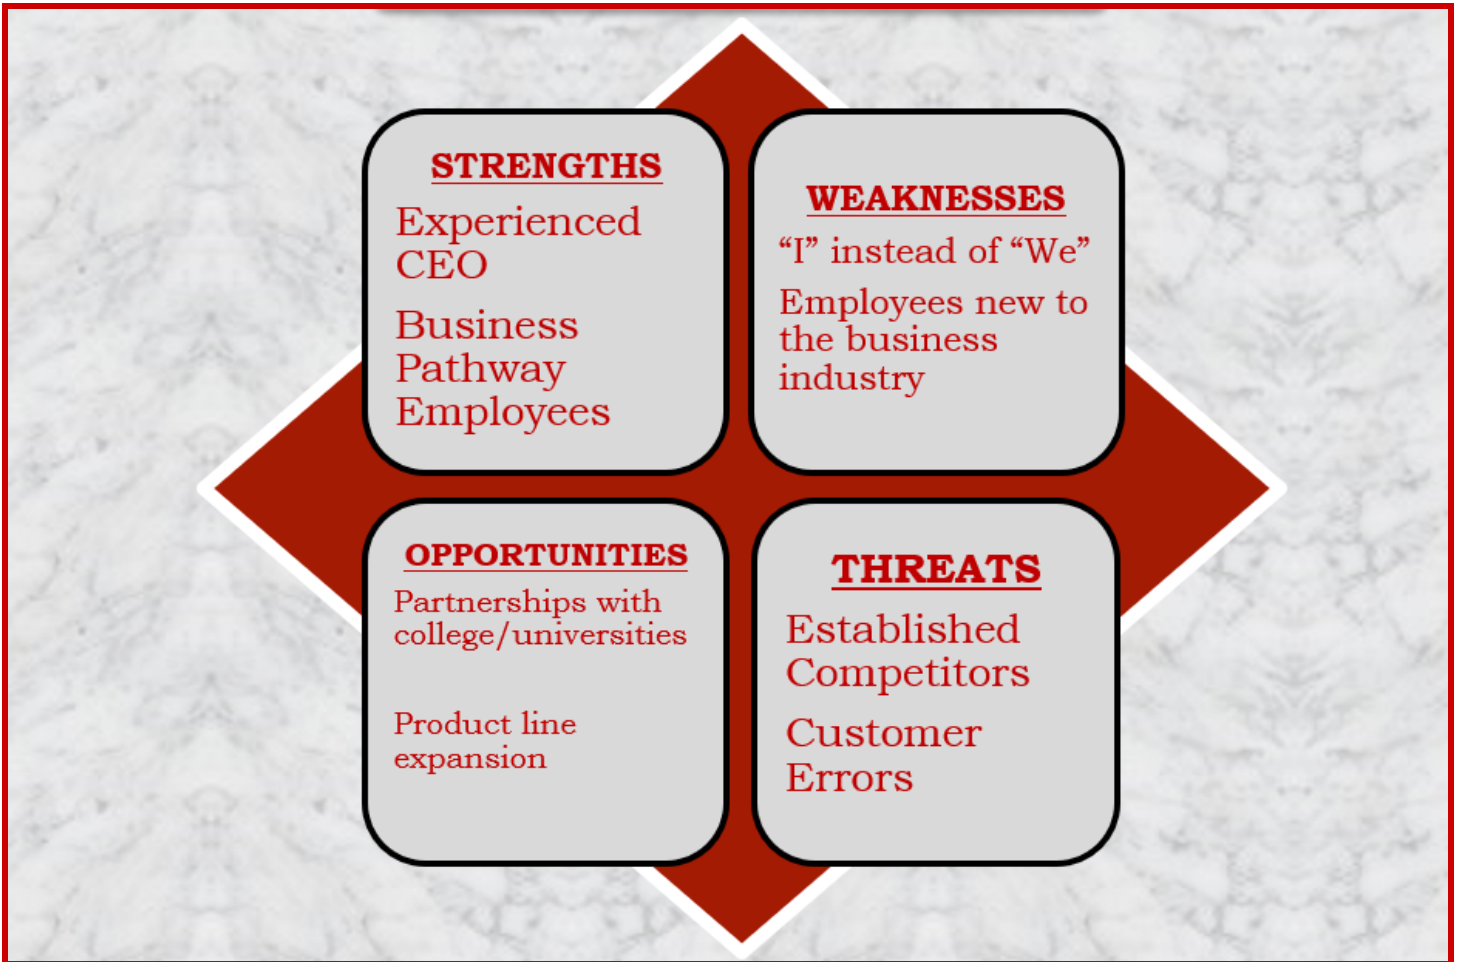 STRENGTHS
Experienced
CEO
Business
Pathway
Employees
WEAKNESSES
“I” instead of “We”
Employees new to
the business
industry
OPPORTUNITIES
Partnerships with
college/universities
Product line
expansion
THREATS
Established
Competitors
Customer
Errors